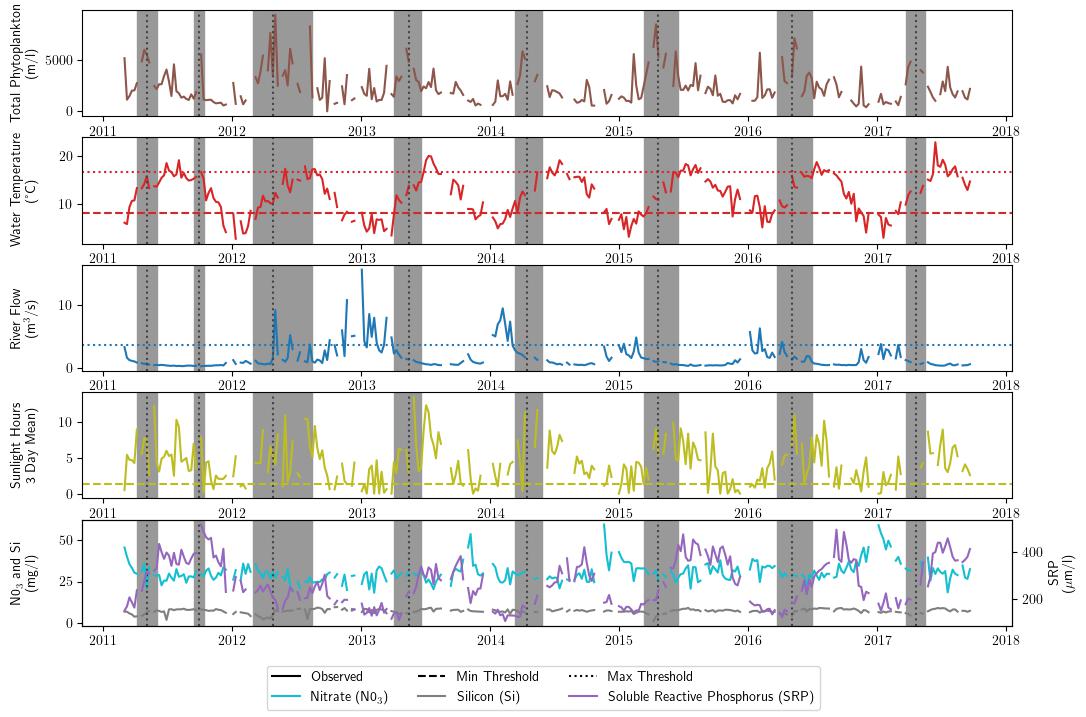 Total Phytoplankton
(m/l)
5000
0
2011 2012 2013 2014 2015 2016 2017 2018
Water Temperature
(°C)
20
10
2011 2012 2013 2014 2015 2016 2017 2018
River Flow
(m³/s)
10
0
2011 2012 2013 2014 2015 2016 2017 2018
Sunlight Hours
3 Day Mean)
10
5
0
2011 2012 2013 2014 2015 2016 2017 2018
N0₃ and Si
(mg/l)
50
25
0
400
200
SRP
(μm/l)
2011 2012 2013 2014 2015 2016 2017 2018
Observed Min Threshold Max Threshold
Nitrate (N0₃) Silicon (Si) Soluble Reactive Phosphorus (SRP)